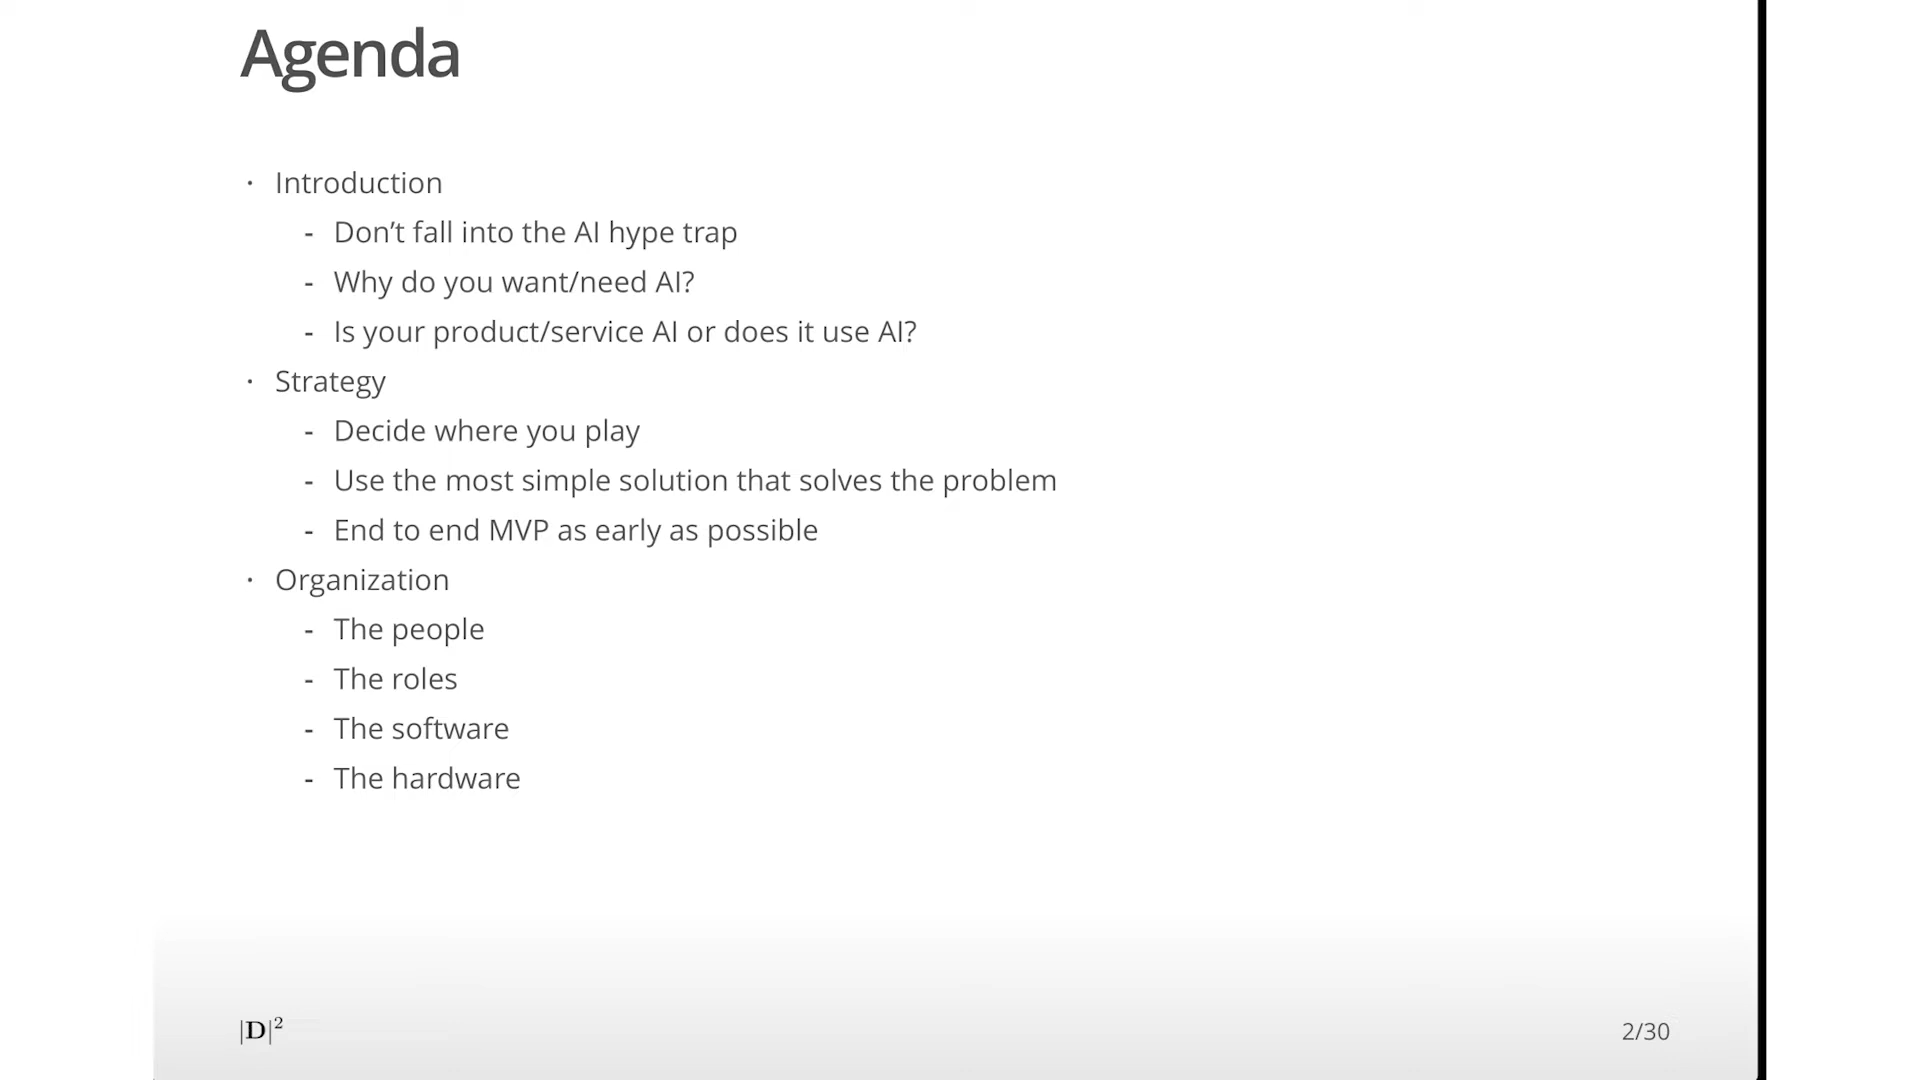 Agenda
· Introduction
- Don’t fall into the AI hype trap
- Why do you want/need AI?
- Is your product/service AI or does it use AI?
· Strategy
- Decide where you play
- Use the most simple solution that solves the problem
- End to end MVP as early as possible
· Organization
- The people
- The roles
- The software
- The hardware
|D|²
2/30